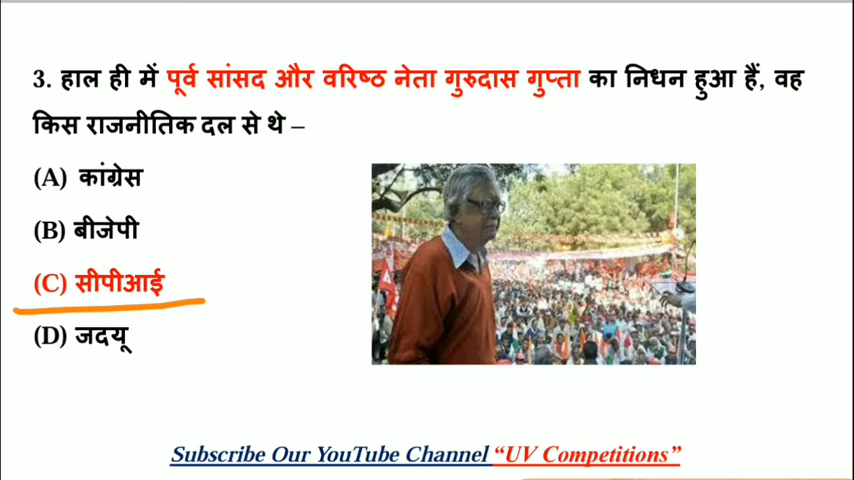 3. हाल ही में पूर्व सांसद और वरिष्ठ नेता गुरुदास गुप्ता का निधन हुआ हैं, वह
किस राजनीतिक दल से थे –
(A) कांग्रेस
(B) बीजेपी
(C) सीपीआई
(D) जदयू
Subscribe Our YouTube Channel “UV Competitions”